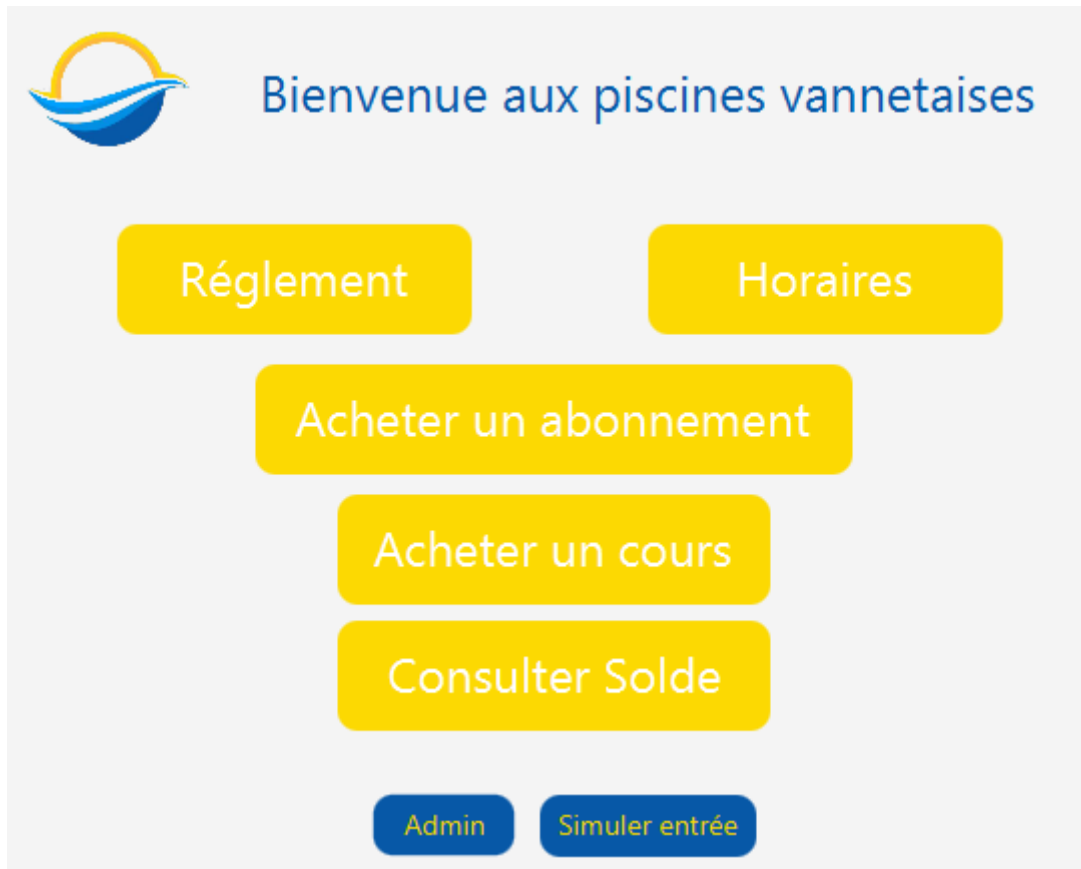 Bienvenue aux piscines vannetaises
Réglement
Horaires
Acheter un abonnement
Acheter un cours
Consulter Solde
Admin
Simuler entrée